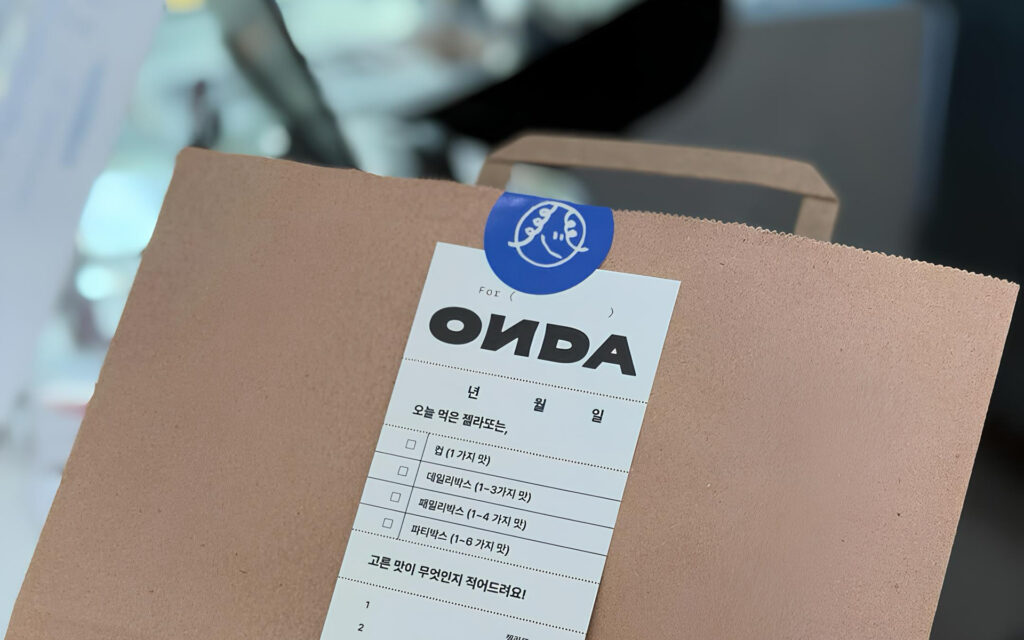 For ( )
ONDA
년 월 일
오늘 먹은 젤라또는,
□ 컵 (1 가지 맛)
□ 데일리박스 (1~3가지 맛)
□ 패밀리박스 (1~4 가지 맛)
□ 파티박스 (1~6 가지 맛)
고른 맛이 무엇인지 적어드려요!
1
2